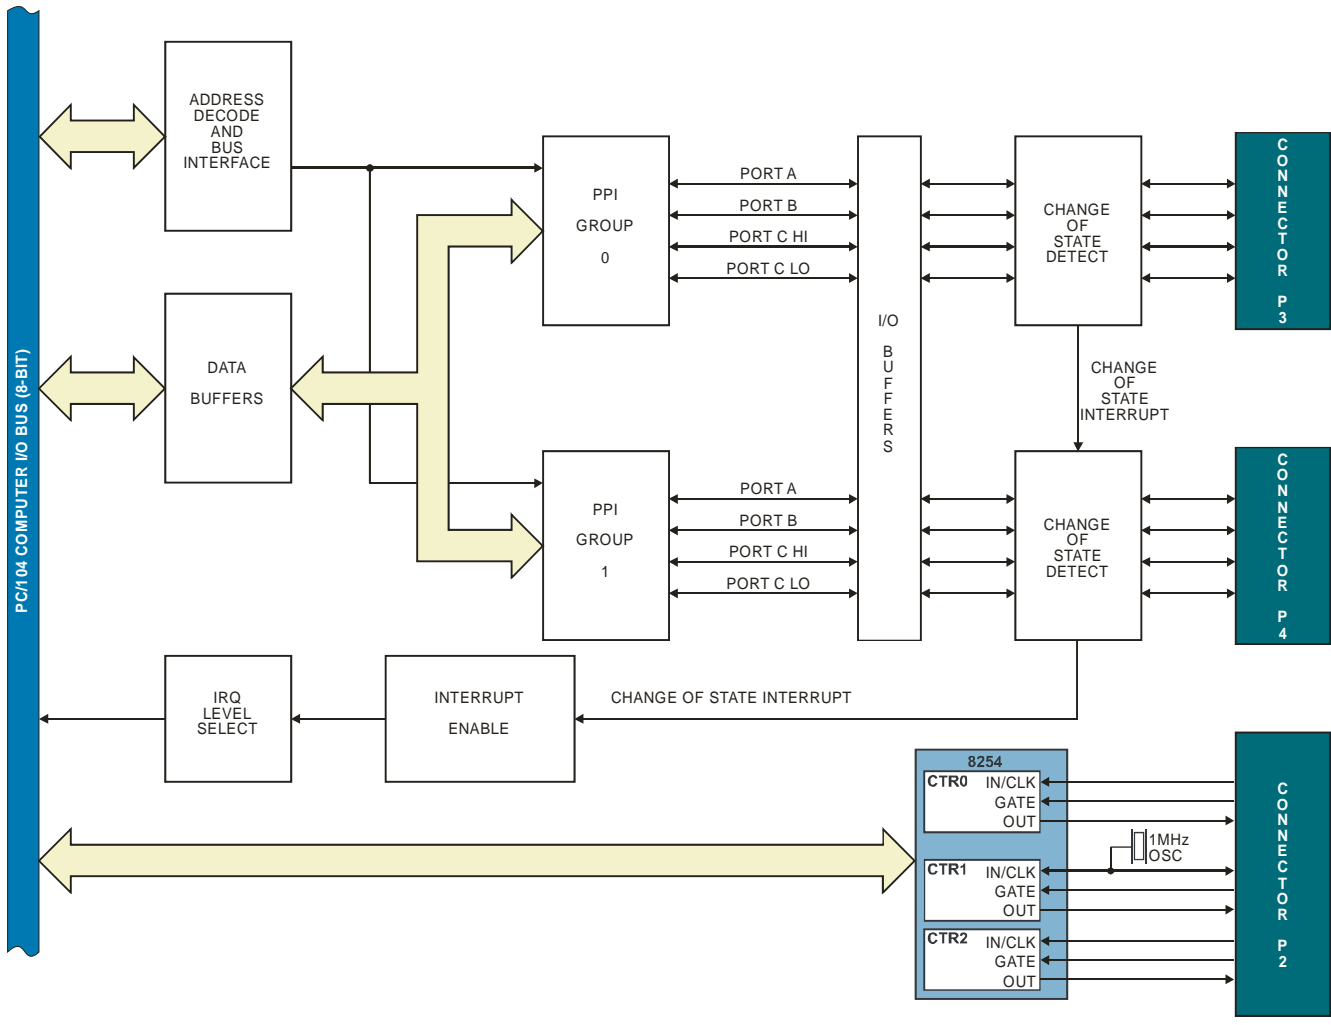 PC/104 COMPUTER I/O BUS (8-BIT)
ADDRESS
DECODE
AND
BUS
INTERFACE
DATA
BUFFERS
PPI
GROUP
0
PORT A
PORT B
PORT C HI
PORT C LO
I/O
BUFFERS
CHANGE
OF
STATE
DETECT
CONNECTOR P3
CHANGE
OF
STATE
INTERRUPT
PPI
GROUP
1
PORT A
PORT B
PORT C HI
PORT C LO
CHANGE
OF
STATE
DETECT
CONNECTOR P4
IRQ
LEVEL
SELECT
INTERRUPT
ENABLE
CHANGE OF STATE INTERRUPT
8254
CTR0 IN/CLK
GATE
OUT
1MHz
OSC
CTR1 IN/CLK
GATE
OUT
CTR2 IN/CLK
GATE
OUT
CONNECTOR P2